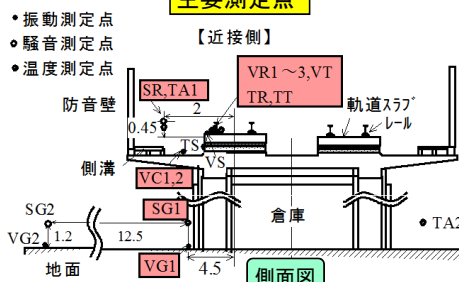 主要測定点
・振動測定点
・騒音測定点
・温度測定点
【近接側】
SR,TA1
VR1～3,VT
TR,TT
防音壁
2
軌道スラブ
レール
0.45
TS
VS
側溝
VC1,2
SG2
SG1
倉庫
TA2
VG2
1.2
12.5
地面
VG1
4.5
側面図